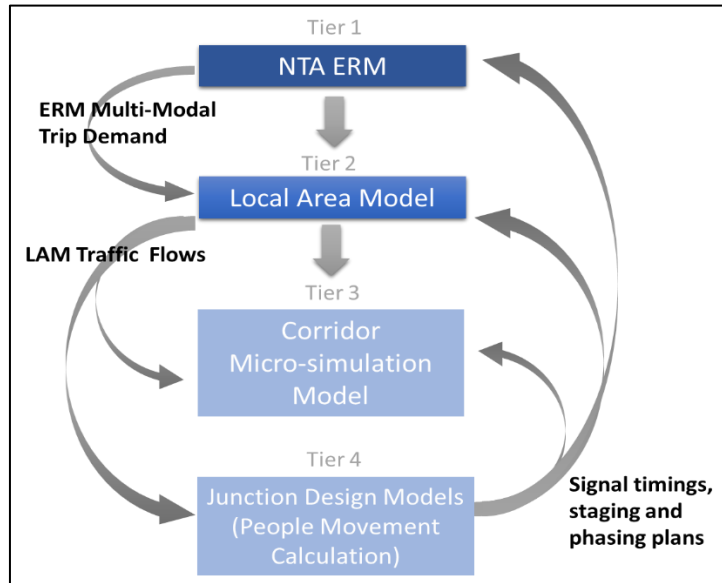 Tier 1
NTA ERM
ERM Multi-Modal
Trip Demand
Tier 2
Local Area Model
LAM Traffic Flows
Tier 3
Corridor
Micro-simulation
Model
Tier 4
Junction Design Models
(People Movement
Calculation)
Signal timings,
staging and
phasing plans